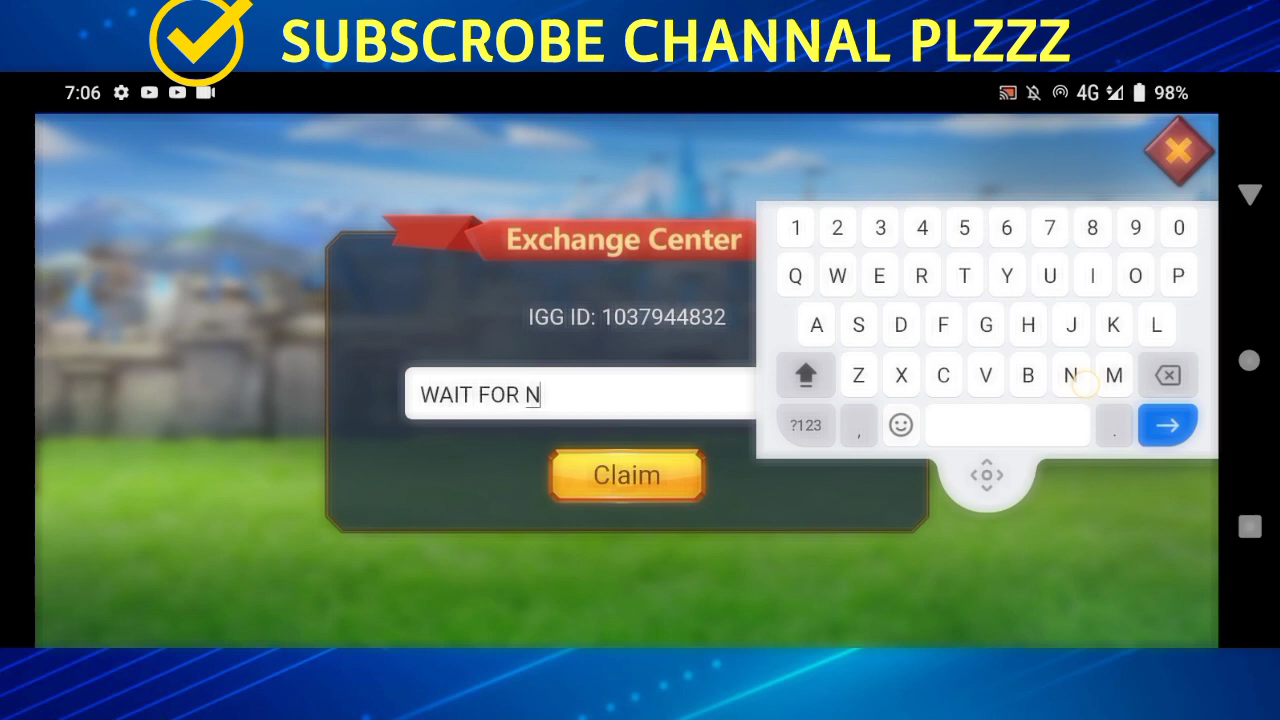 SUBSCROBE CHANNAL PLZZZ
7:06 4G 98%
Exchange Center
IGG ID: 1037944832
WAIT FOR N
Claim
1 2 3 4 5 6 7 8 9 0
Q W E R T Y U I O P
A S D F G H J K L
Z X C V B N M
?123 , .